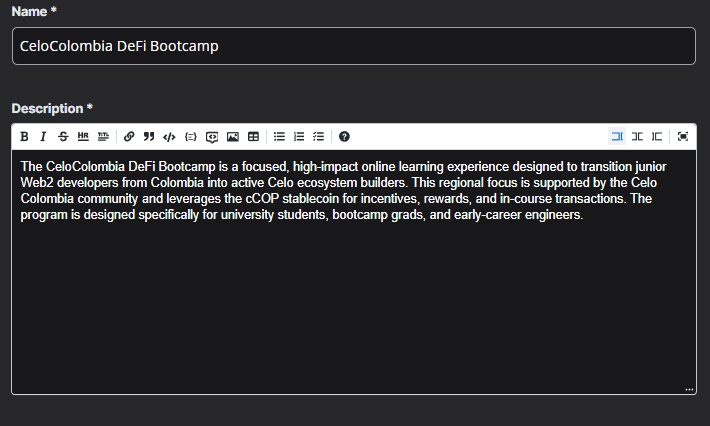 Name *
CeloColombia DeFi Bootcamp
Description *
B I S HR TITL
The CeloColombia DeFi Bootcamp is a focused, high-impact online learning experience designed to transition junior
Web2 developers from Colombia into active Celo ecosystem builders. This regional focus is supported by the Celo
Colombia community and leverages the cCOP stablecoin for incentives, rewards, and in-course transactions. The
program is designed specifically for university students, bootcamp grads, and early-career engineers.